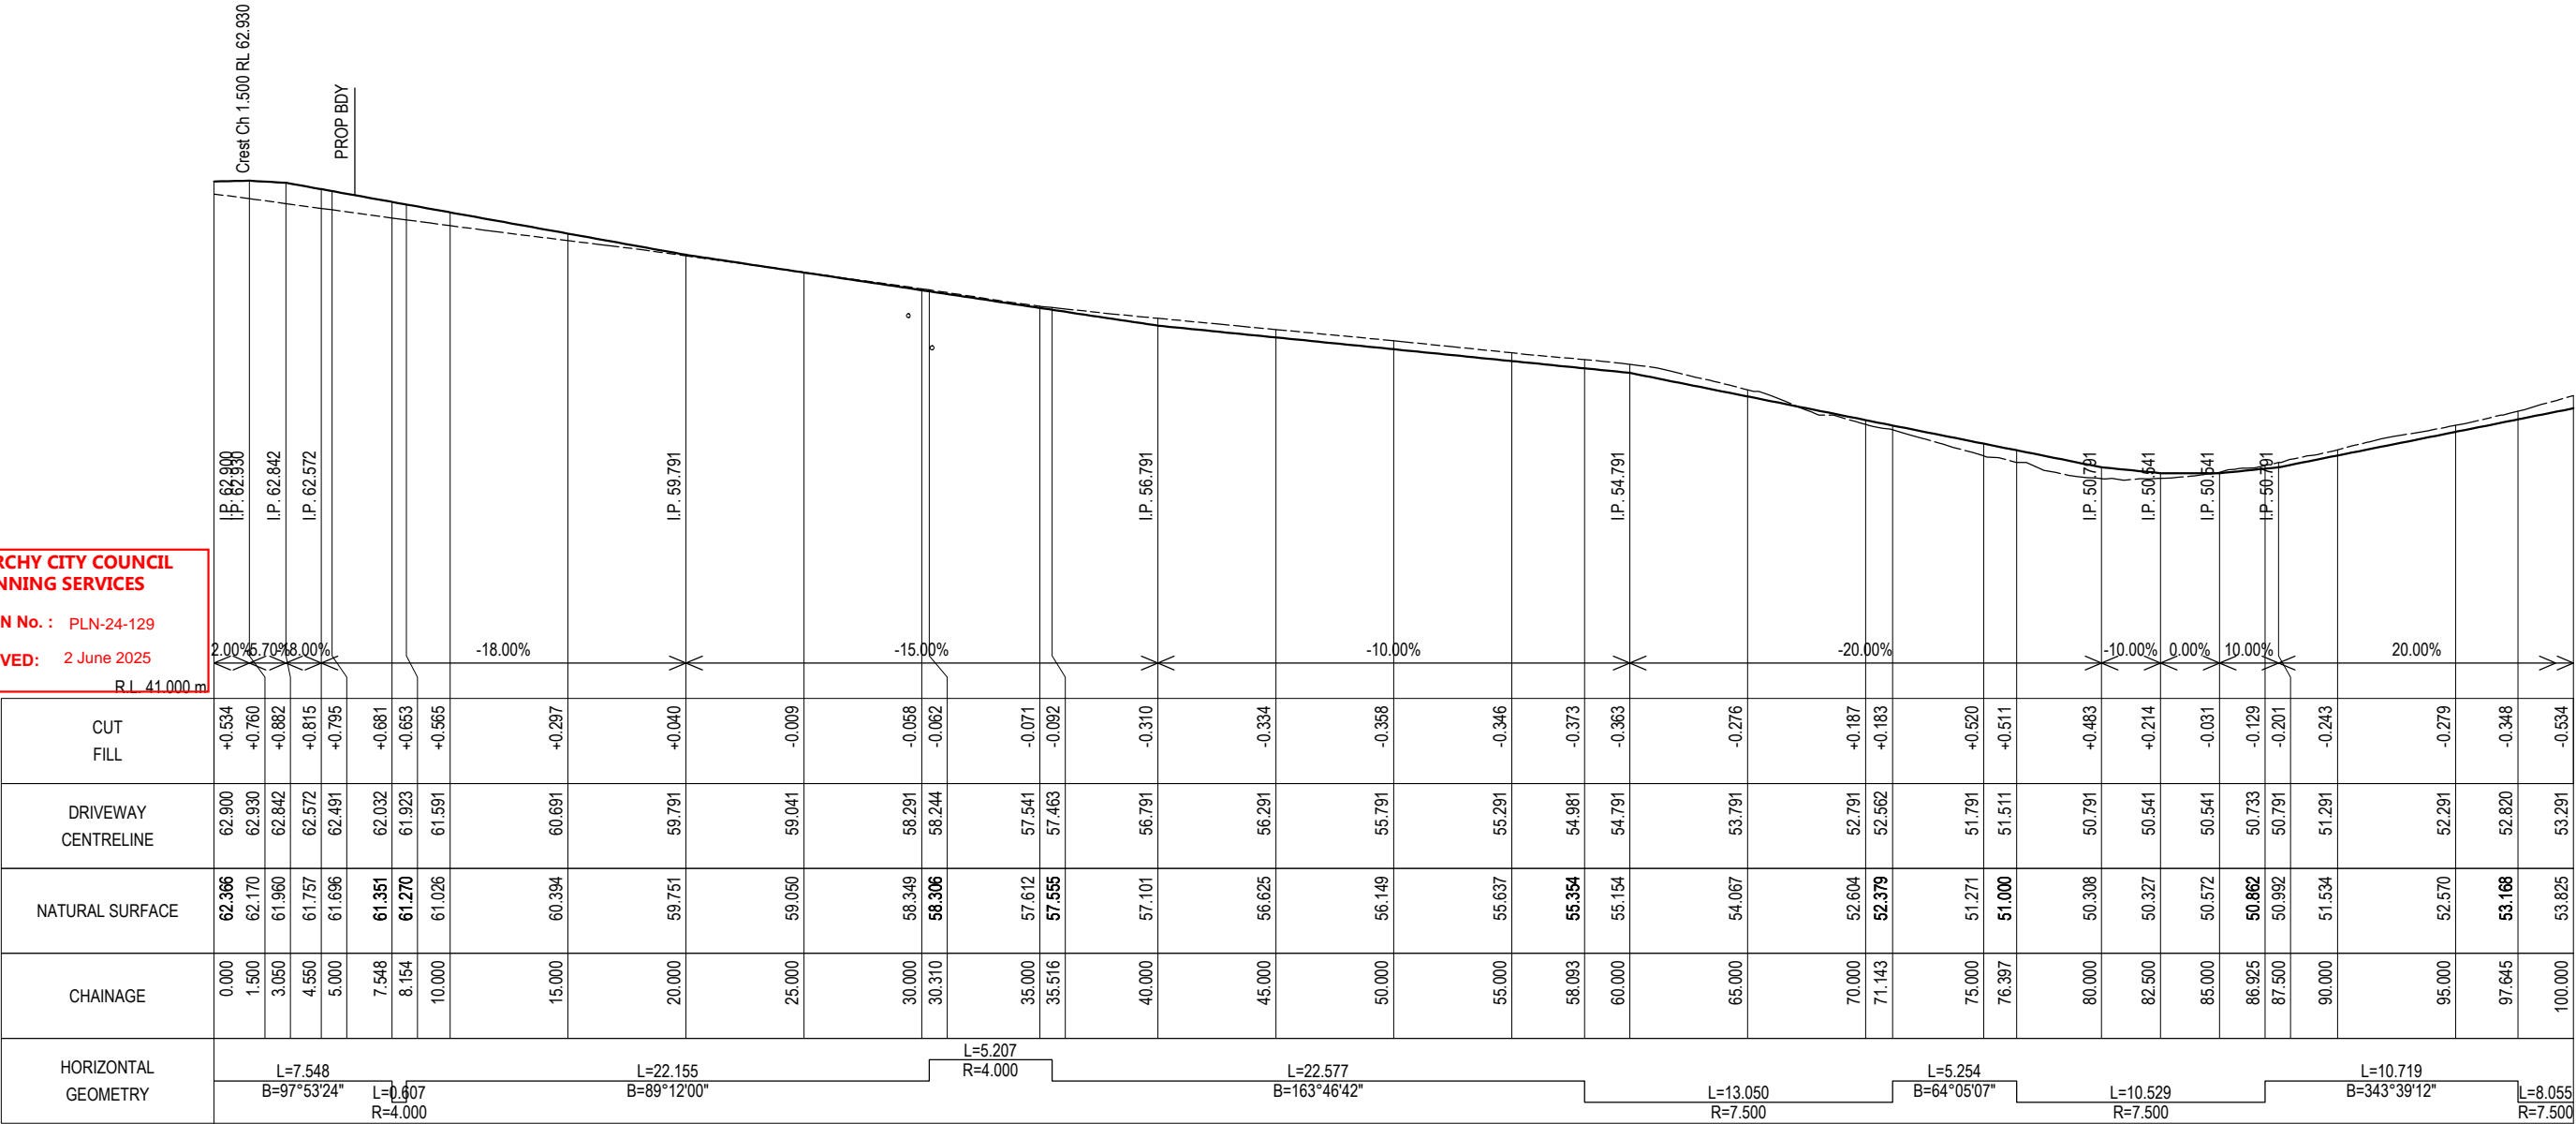 Crest Ch 1.500 RL 62.930
PROP BDY
I.P. 62.900
I.P. 62.930
I.P. 62.842
I.P. 62.572
I.P. 59.791
I.P. 56.791
I.P. 54.791
I.P. 50.791
I.P. 50.541
I.P. 50.541
I.P. 50.791
RCHY CITY COUNCIL
NNING SERVICES
N No. : PLN-24-129
VED: 2 June 2025
R.L. 41.000 m
2.00% -18.00% -15.00% -10.00% -20.00% -10.00% 0.00% 10.00% 20.00%
CUT
FILL
+0.534 +0.760 +0.882 +0.815 +0.795 +0.681 +0.653 +0.565 +0.297 +0.040 -0.009 -0.058 -0.062 -0.071 -0.092 -0.310 -0.334 -0.358 -0.346 -0.373 -0.363 -0.276 +0.187 +0.183 +0.520 +0.511 +0.483 +0.214 -0.031 -0.129 -0.201 -0.243 -0.279 -0.348 -0.534
DRIVEWAY
CENTRELINE
62.900 62.930 62.842 62.572 62.491 62.032 61.923 61.591 60.691 59.791 59.041 58.291 58.244 57.541 57.463 56.791 56.291 55.791 55.291 54.981 54.791 53.791 52.791 52.562 51.791 51.511 50.791 50.541 50.541 50.733 50.791 51.291 52.291 52.820 53.291
NATURAL SURFACE
62.366 62.170 61.960 61.757 61.696 61.351 61.270 61.026 60.394 59.751 59.050 58.349 58.306 57.612 57.555 57.101 56.625 56.149 55.637 55.354 55.154 54.067 52.604 52.379 51.271 51.000 50.308 50.327 50.572 50.862 50.992 51.534 52.570 53.168 53.825
CHAINAGE
0.000 1.500 3.050 4.550 5.000 7.548 8.154 10.000 15.000 20.000 25.000 30.000 30.310 35.000 35.516 40.000 45.000 50.000 55.000 58.093 60.000 65.000 70.000 71.143 75.000 76.397 80.000 82.500 85.000 86.925 87.500 90.000 95.000 97.645 100.000
HORIZONTAL
GEOMETRY
L=7.548
B=97°53'24"
L=0.607
R=4.000
L=22.155
B=89°12'00"
L=5.207
R=4.000
L=22.577
B=163°46'42"
L=13.050
R=7.500
L=5.254
B=64°05'07"
L=10.529
R=7.500
L=10.719
B=343°39'12"
L=8.055
R=7.500